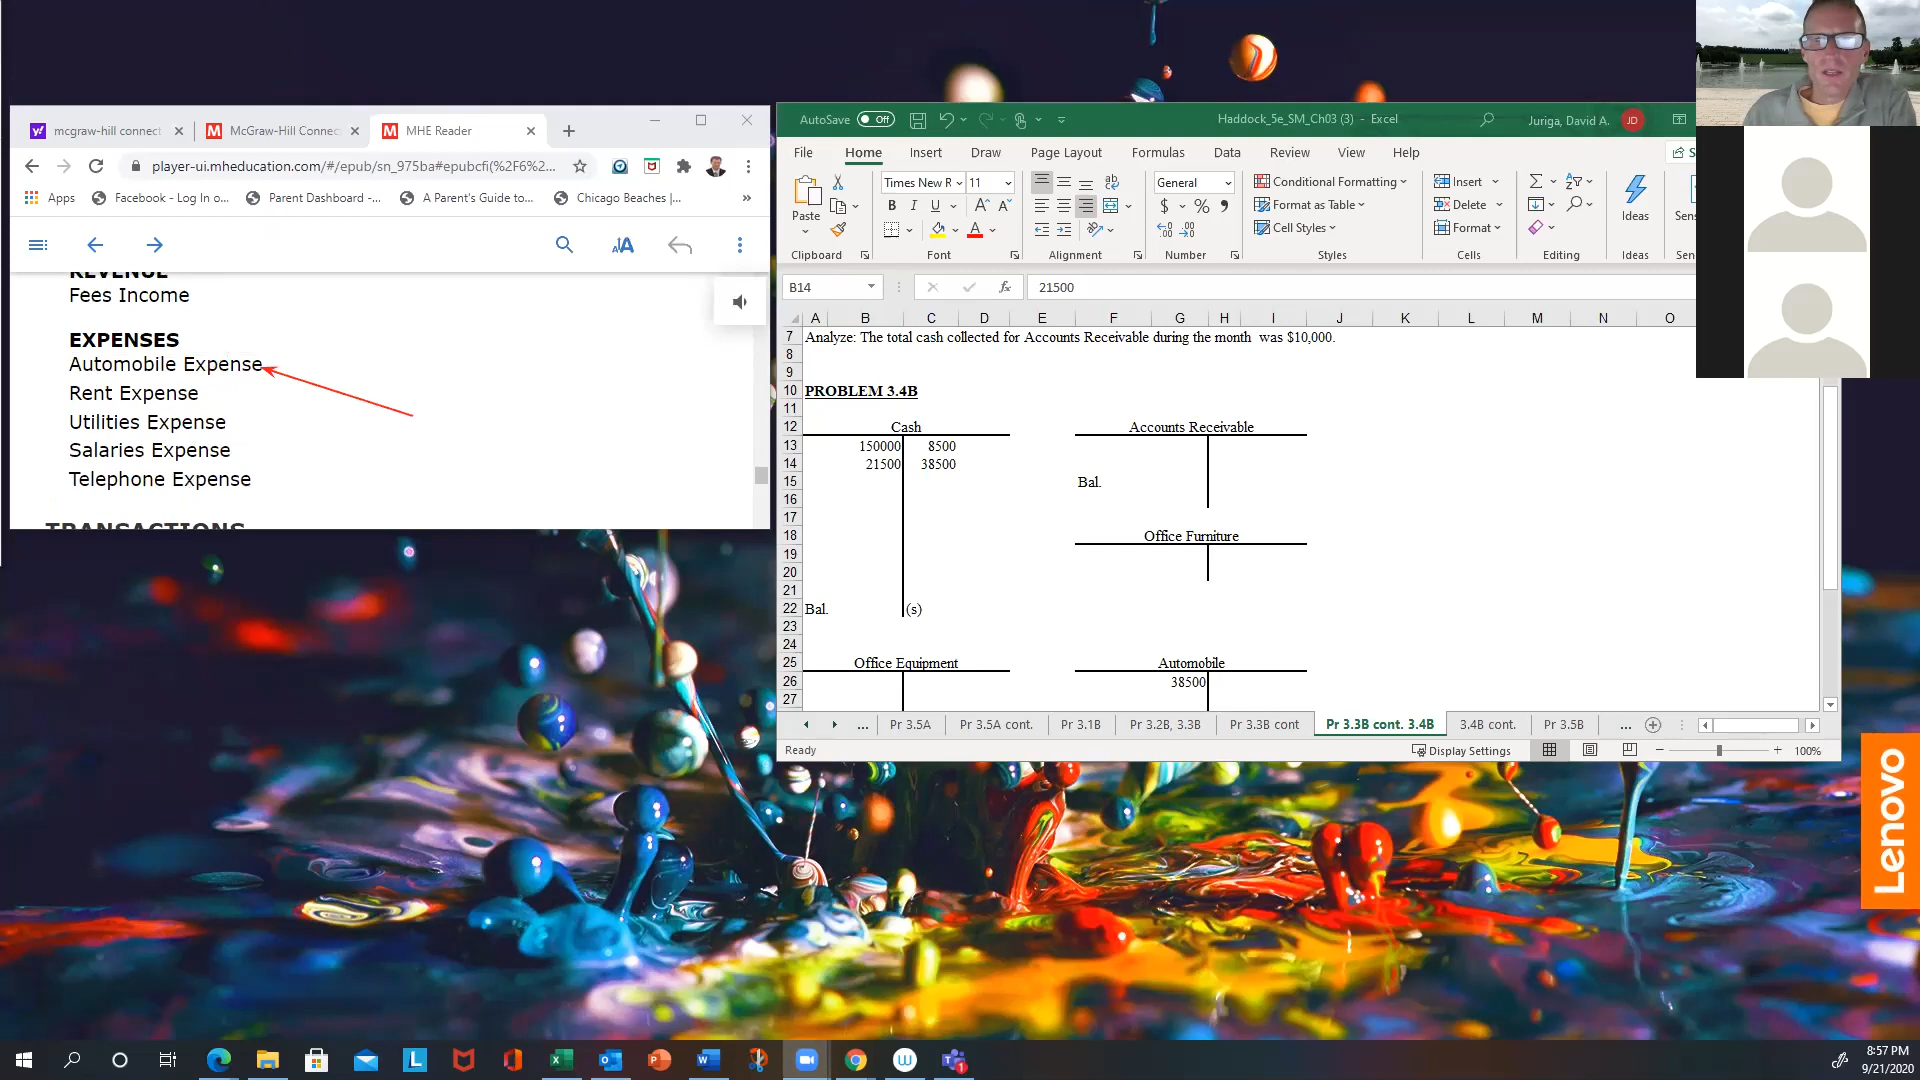 mcgraw-hill connect
McGraw-Hill Connec
MHE Reader
player-ui.mheducation.com/#/epub/sn_975ba#epubcfi(%2F6%2...
Apps
Facebook - Log In o...
Parent Dashboard -...
A Parent's Guide to...
Chicago Beaches |...
REVENUE
Fees Income
EXPENSES
Automobile Expense
Rent Expense
Utilities Expense
Salaries Expense
Telephone Expense
TRANSACTIONS
AutoSave Off
Haddock_5e_SM_Ch03 (3) - Excel
Juriga, David A. JD
File Home Insert Draw Page Layout Formulas Data Review View Help S
Paste
Times New R 11
B I U A A
General
$ % 9
Conditional Formatting
Format as Table
Cell Styles
Insert
Delete
Format
Ideas
Sens
Clipboard Font Alignment Number Styles Cells Editing Ideas Sen
B14 fx 21500
A B C D E F G H I J K L M N O
7 Analyze: The total cash collected for Accounts Receivable during the month was $10,000.
8
9
10 PROBLEM 3.4B
11
12 Cash Accounts Receivable
13 150000 8500
14 21500 38500
15 Bal.
16
17
18 Office Furniture
19
20
21
22 Bal. (s)
23
24
25 Office Equipment Automobile
26 38500
27
... Pr 3.5A Pr 3.5A cont. Pr 3.1B Pr 3.2B, 3.3B Pr 3.3B cont Pr 3.3B cont. 3.4B 3.4B cont. Pr 3.5B ...
Ready Display Settings 100%
Lenovo
8:57 PM
9/21/2020